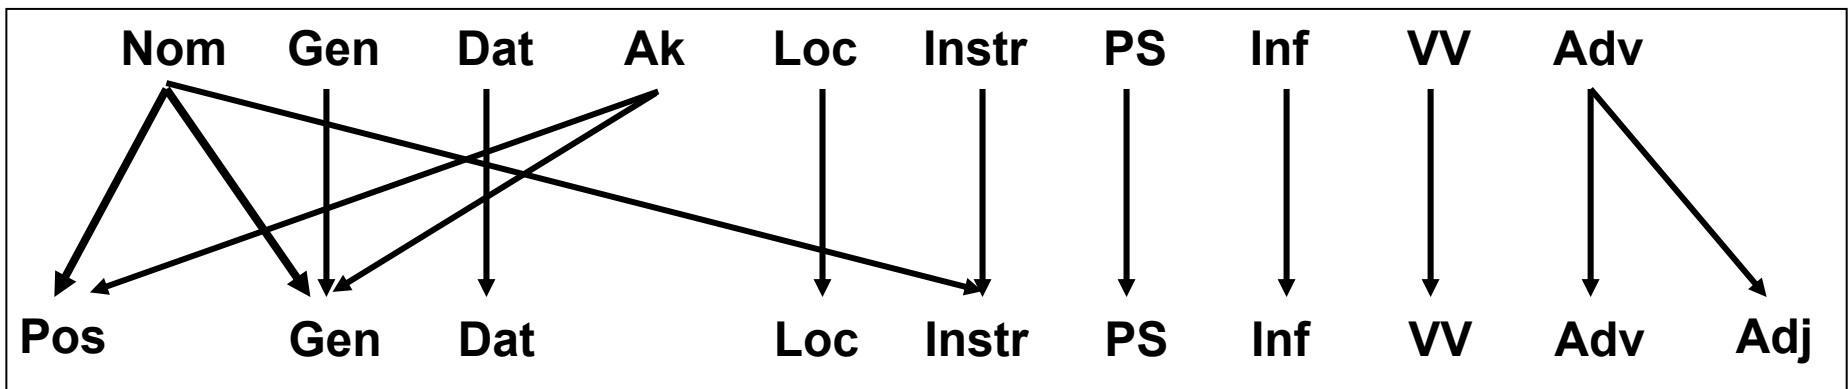 Nom Gen Dat Ak Loc Instr PS Inf VV Adv
Pos Gen Dat Loc Instr PS Inf VV Adv Adj